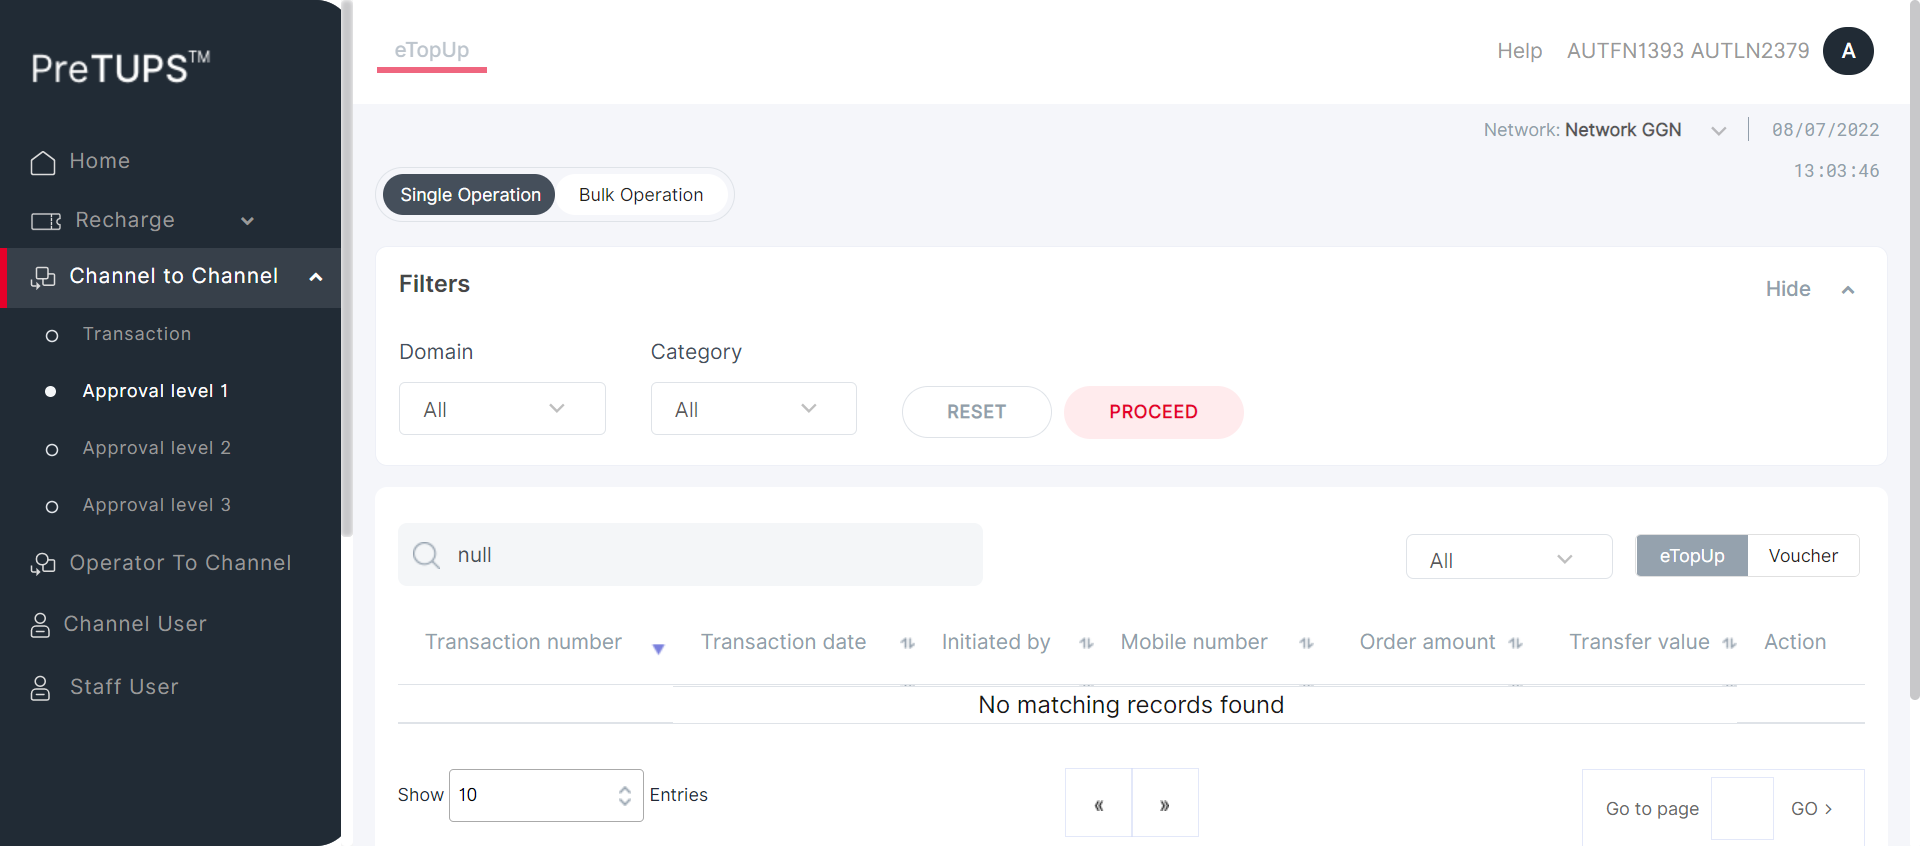 PreTUPS™
Home
Recharge
Channel to Channel
Transaction
Approval level 1
Approval level 2
Approval level 3
Operator To Channel
Channel User
Staff User
eTopUp
Help AUTFN1393 AUTLN2379 A
Network: Network GGN 08/07/2022
13:03:46
Single Operation Bulk Operation
Filters
Hide
Domain Category
All All RESET PROCEED
null
All eTopUp Voucher
Transaction number Transaction date Initiated by Mobile number Order amount Transfer value Action
No matching records found
Show 10 Entries « » Go to page GO >